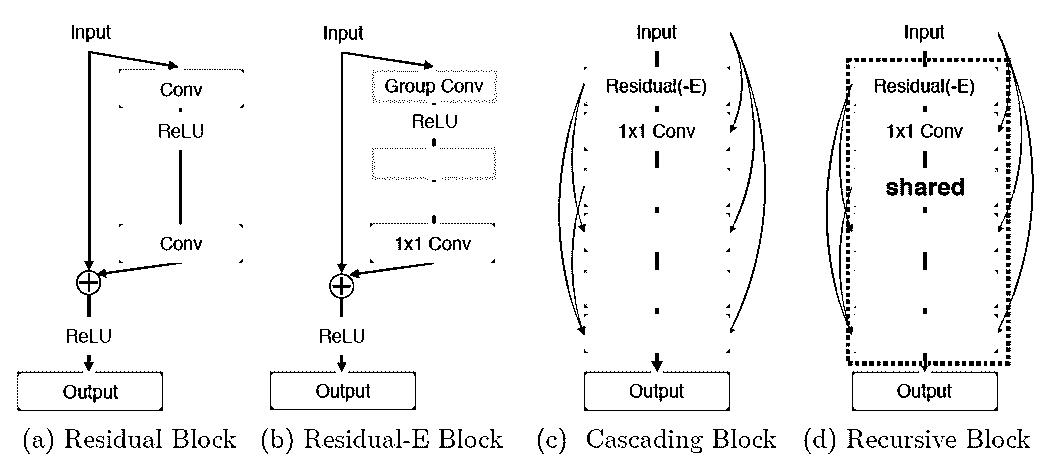 Input
Conv
ReLU
Conv
ReLU
Output
(a) Residual Block
Input
Group Conv
ReLU
1x1 Conv
ReLU
Output
(b) Residual-E Block
Input
Residual(-E)
1x1 Conv
Output
(c) Cascading Block
Input
Residual(-E)
1x1 Conv
shared
Output
(d) Recursive Block